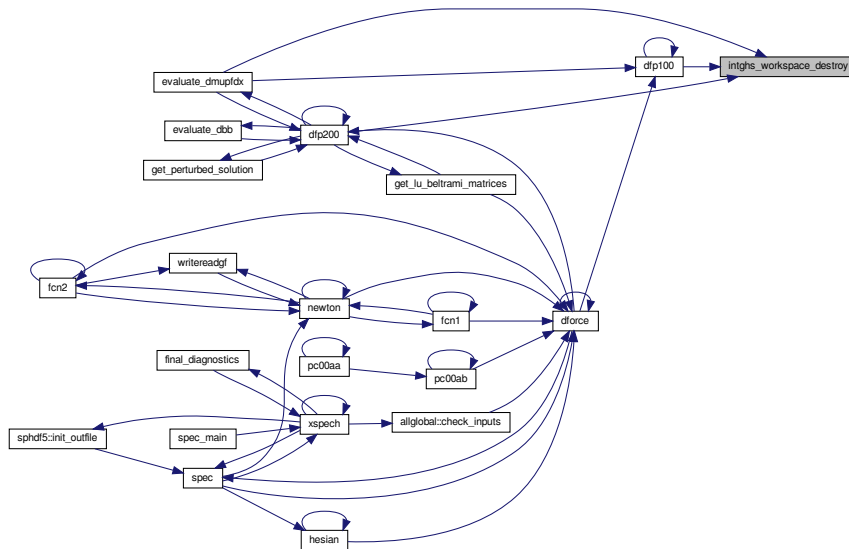 dfp100
intghs_workspace_destroy
evaluate_dmupfdx
evaluate_dbb
dfp200
get_perturbed_solution
get_lu_beltrami_matrices
writereadgf
fcn2
newton
fcn1
dforce
final_diagnostics
pc00aa
pc00ab
xspech
allglobal::check_inputs
sphdf5::init_outfile
spec_main
spec
hesian